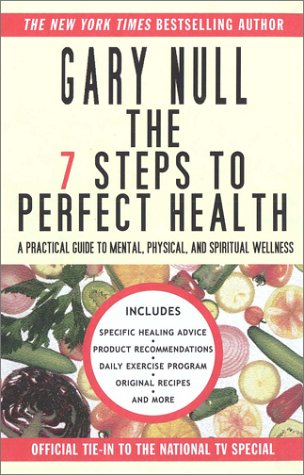 THE NEW YORK TIMES BESTSELLING AUTHOR
GARY NULL
THE
7 STEPS TO
PERFECT HEALTH
A PRACTICAL GUIDE TO MENTAL, PHYSICAL, AND SPIRITUAL WELLNESS
INCLUDES
SPECIFIC HEALING ADVICE
•
PRODUCT RECOMMENDATIONS
•
DAILY EXERCISE PROGRAM
•
ORIGINAL RECIPES
•
AND MORE
OFFICIAL TIE-IN TO THE NATIONAL TV SPECIAL